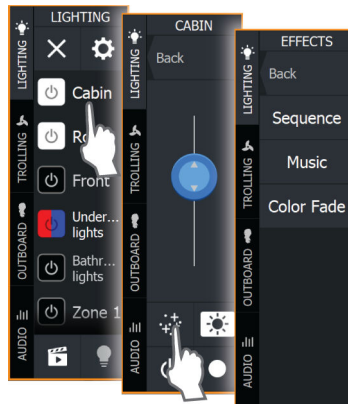 LIGHTING
LIGHTING
TROLLING
OUTBOARD
AUDIO
Cabin
Front
Under...
lights
Bathr...
lights
Zone 1
CABIN
LIGHTING
TROLLING
OUTBOARD
AUDIO
Back
EFFECTS
LIGHTING
TROLLING
OUTBOARD
AUDIO
Back
Sequence
Music
Color Fade